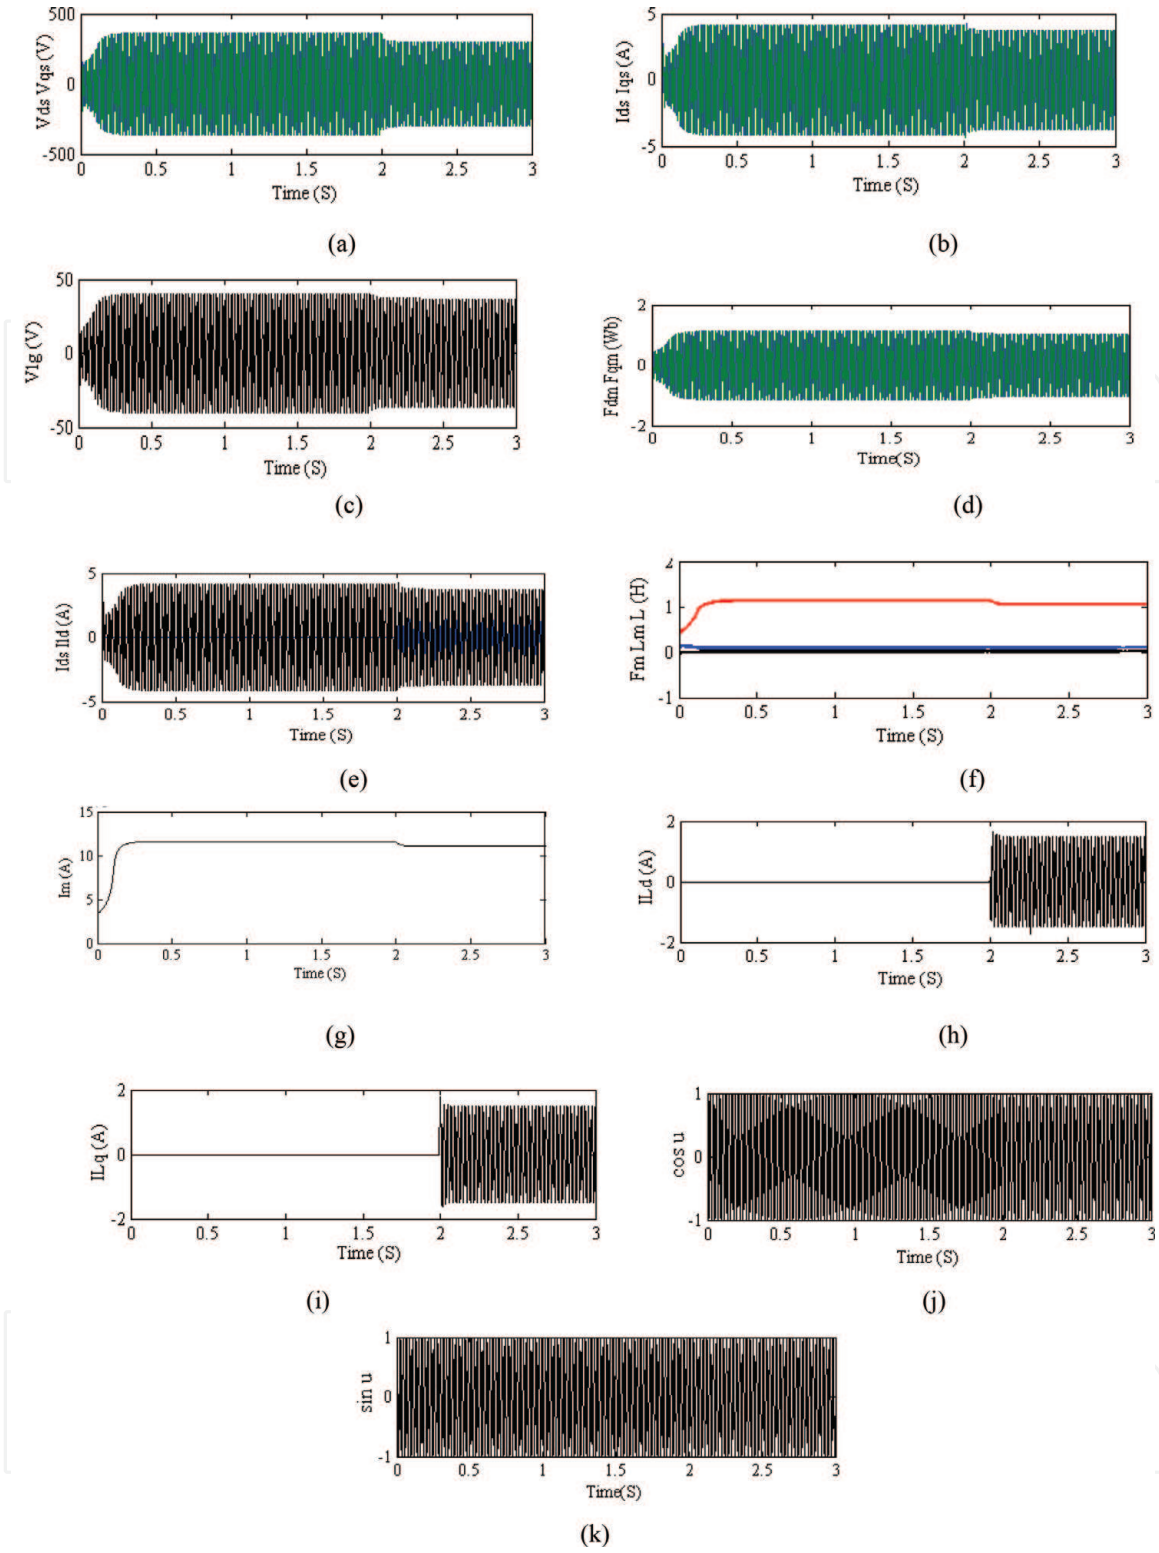 500
0
-500
Vds Vqs (V)
0 0.5 1 1.5 2 2.5 3
Time (S)
(a)
5
0
-5
Ids Iqs (A)
0 0.5 1 1.5 2 2.5 3
Time (S)
(b)
50
0
-50
V1g (V)
0 0.5 1 1.5 2 2.5 3
Time (S)
(c)
2
0
-2
Fdm Fqm (Wb)
0 0.5 1 1.5 2 2.5 3
Time(S)
(d)
5
0
-5
Ids Ild (A)
0 0.5 1 1.5 2 2.5 3
Time (S)
(e)
2
1
0
-1
Fm Lm L (H)
0 0.5 1 1.5 2 2.5 3
Time (S)
(f)
15
10
5
0
Im (A)
0 0.5 1 1.5 2 2.5 3
Time (S)
(g)
2
0
-2
ILd (A)
0 0.5 1 1.5 2 2.5 3
Time (S)
(h)
2
0
-2
ILq (A)
0 0.5 1 1.5 2 2.5 3
Time (S)
(i)
1
0
-1
cos u
0 0.5 1 1.5 2 2.5 3
Time (S)
(j)
1
0
-1
sin u
0 0.5 1 1.5 2 2.5 3
Time(S)
(k)